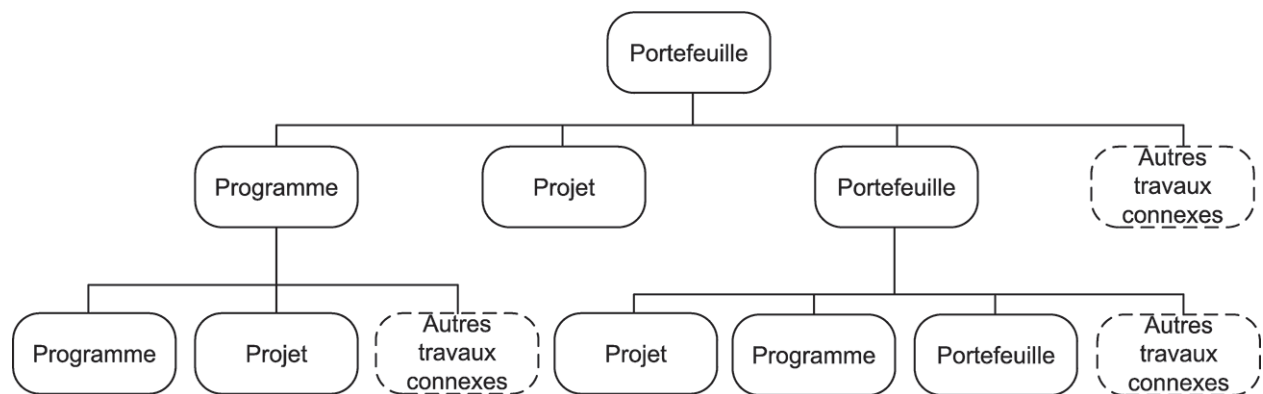 Portefeuille
Programme
Projet
Portefeuille
Autres
travaux
connexes
Programme
Projet
Autres
travaux
connexes
Projet
Programme
Portefeuille
Autres
travaux
connexes